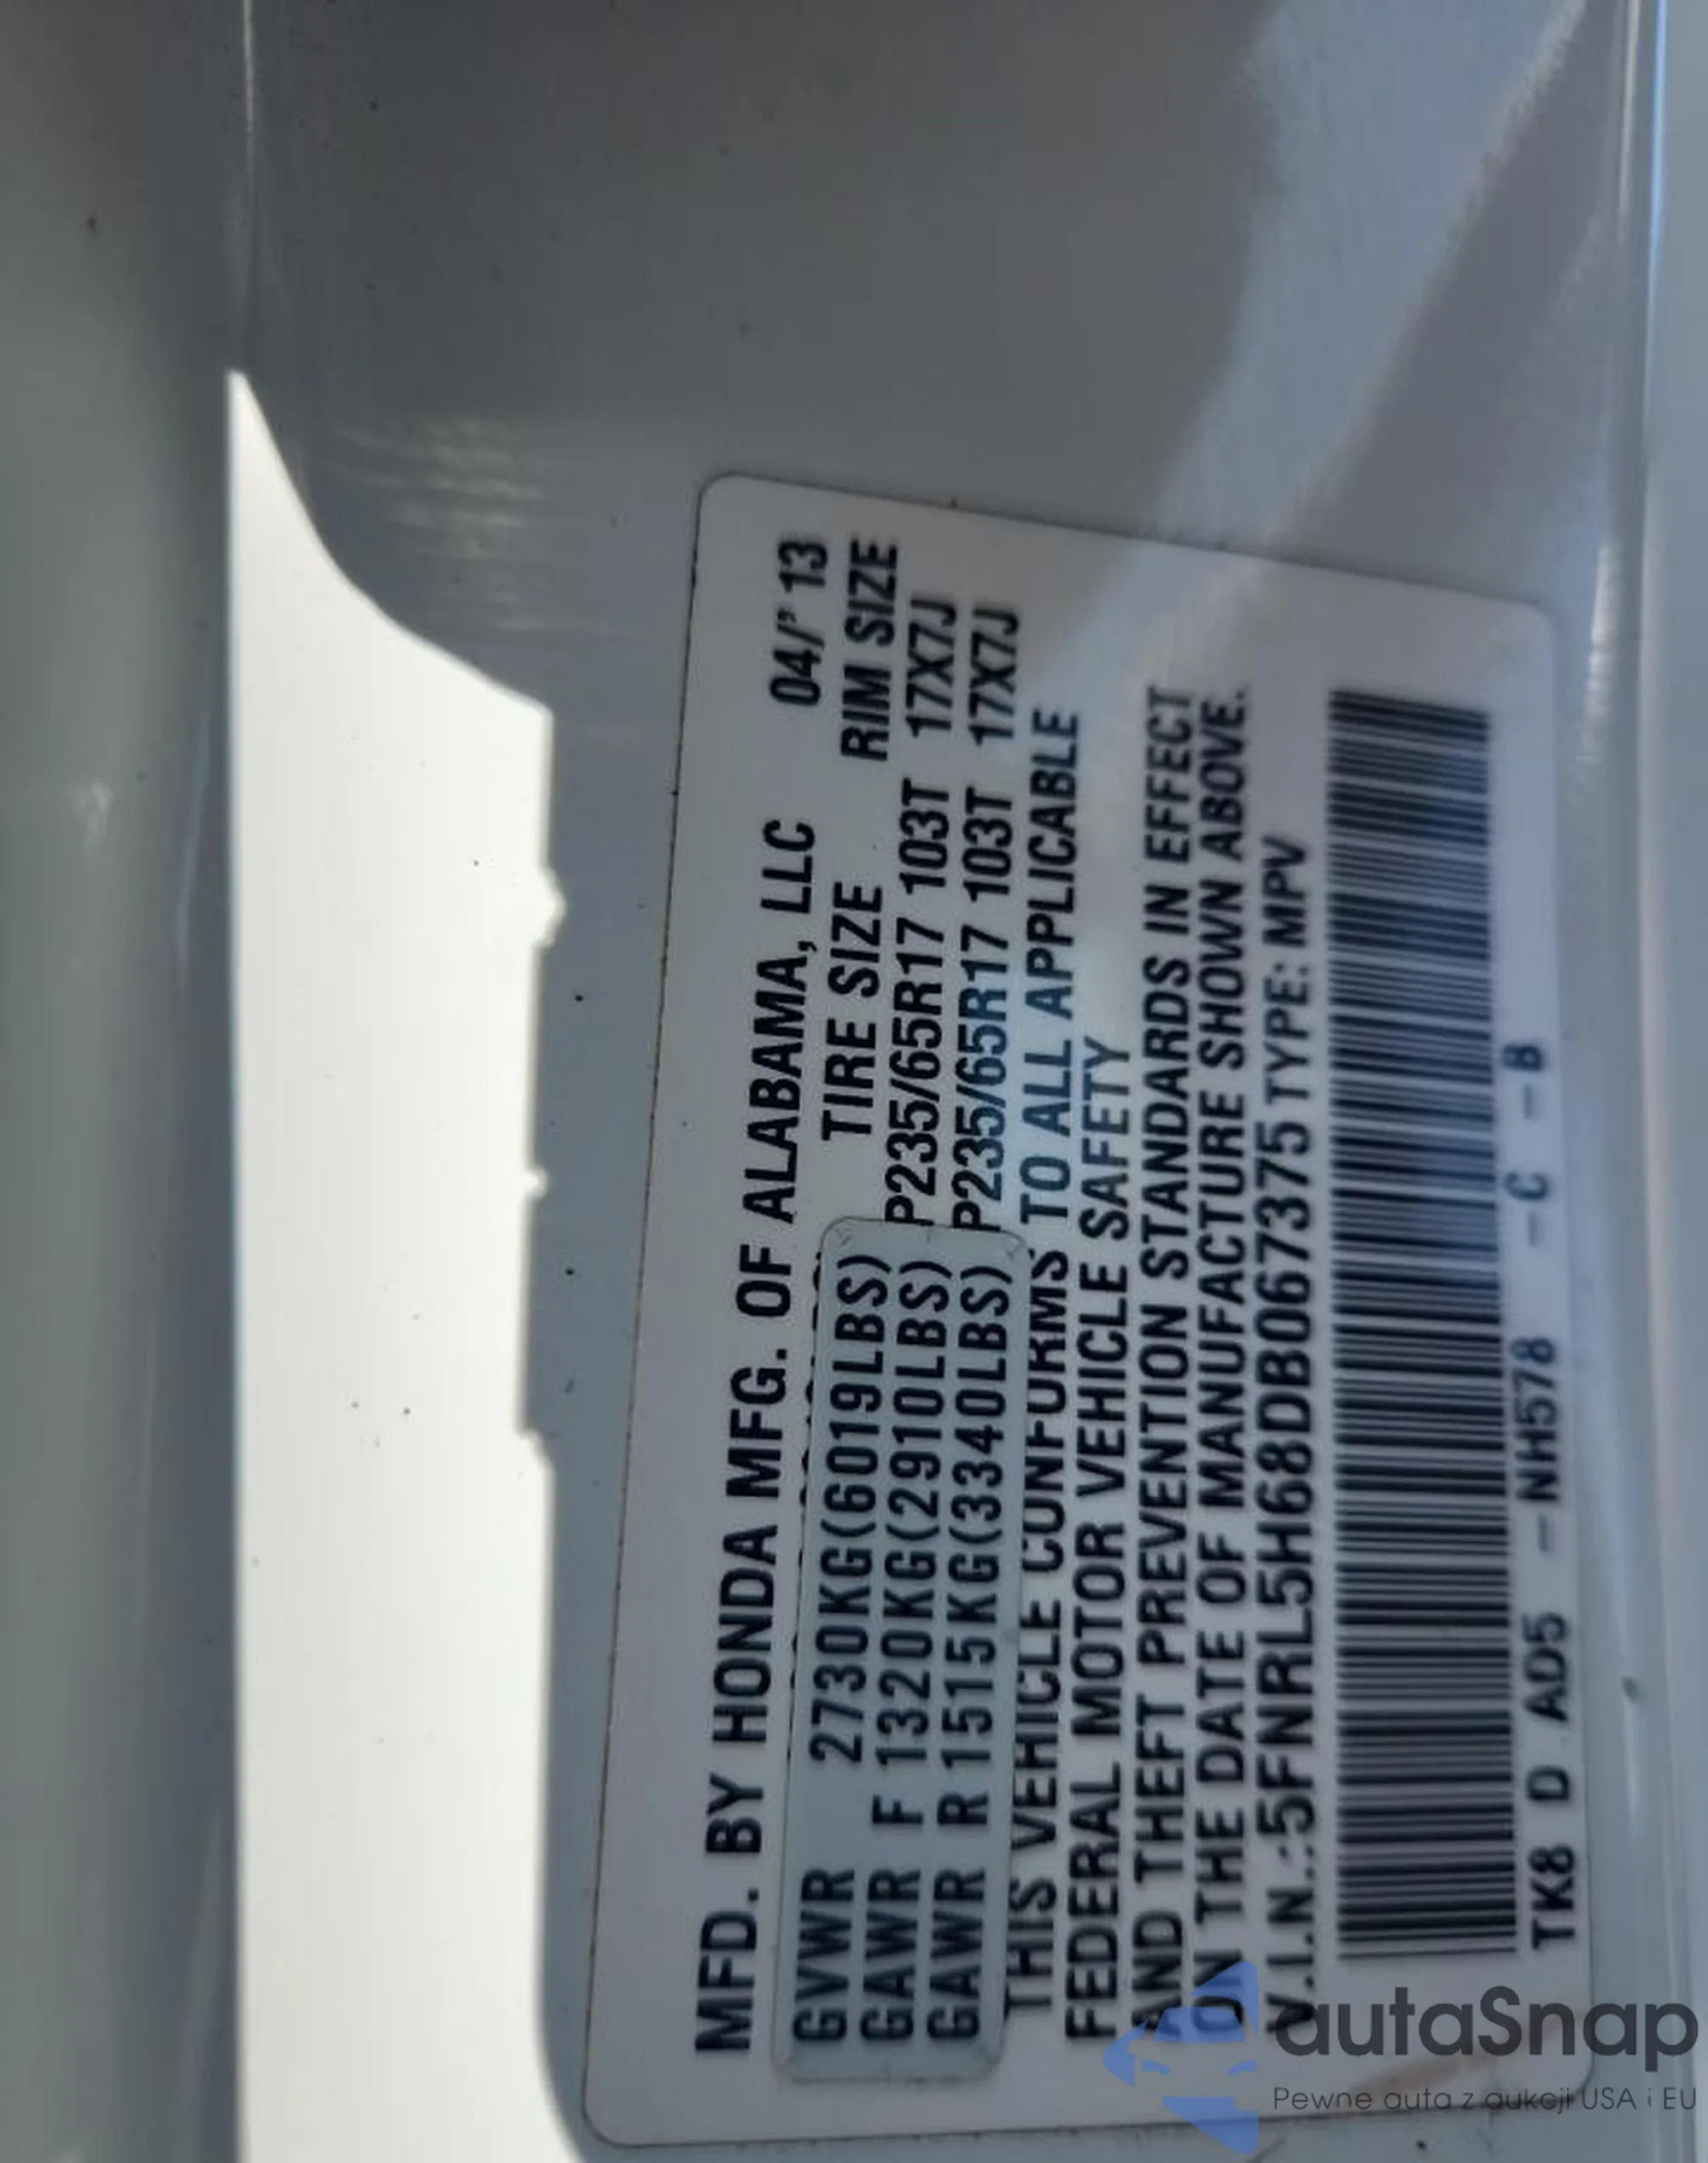 MFD. BY HONDA MFG. OF ALABAMA, LLC 04/' 13
TIRE SIZE RIM SIZE
GVWR 2730KG(6019LBS)
GAWR F 1320KG(2910LBS) P235/65R17 103T 17X7J
GAWR R 1515KG(3340LBS) P235/65R17 103T 17X7J
THIS VEHICLE CONFORMS TO ALL APPLICABLE
FEDERAL MOTOR VEHICLE SAFETY
AND THEFT PREVENTION STANDARDS IN EFFECT
ON THE DATE OF MANUFACTURE SHOWN ABOVE.
V.I.N.:5FNRL5H68DB067375 TYPE: MPV
TK8 D AD5 -NH578 -C -B
autaSnap
Pewne auta z aukcji USA i EU